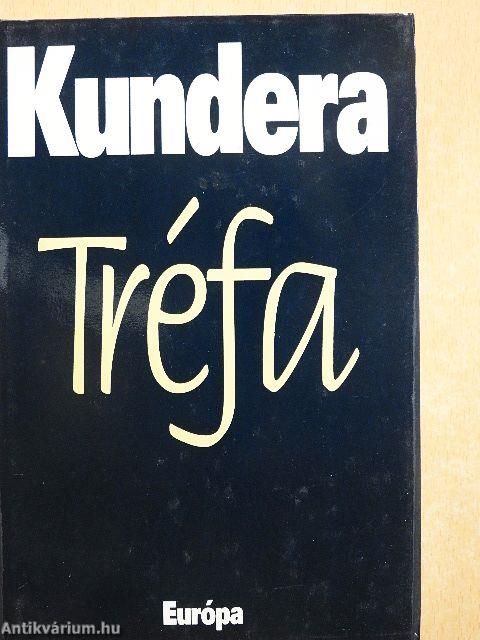 Kundera
Tréfa
Európa
Antikvárium.hu